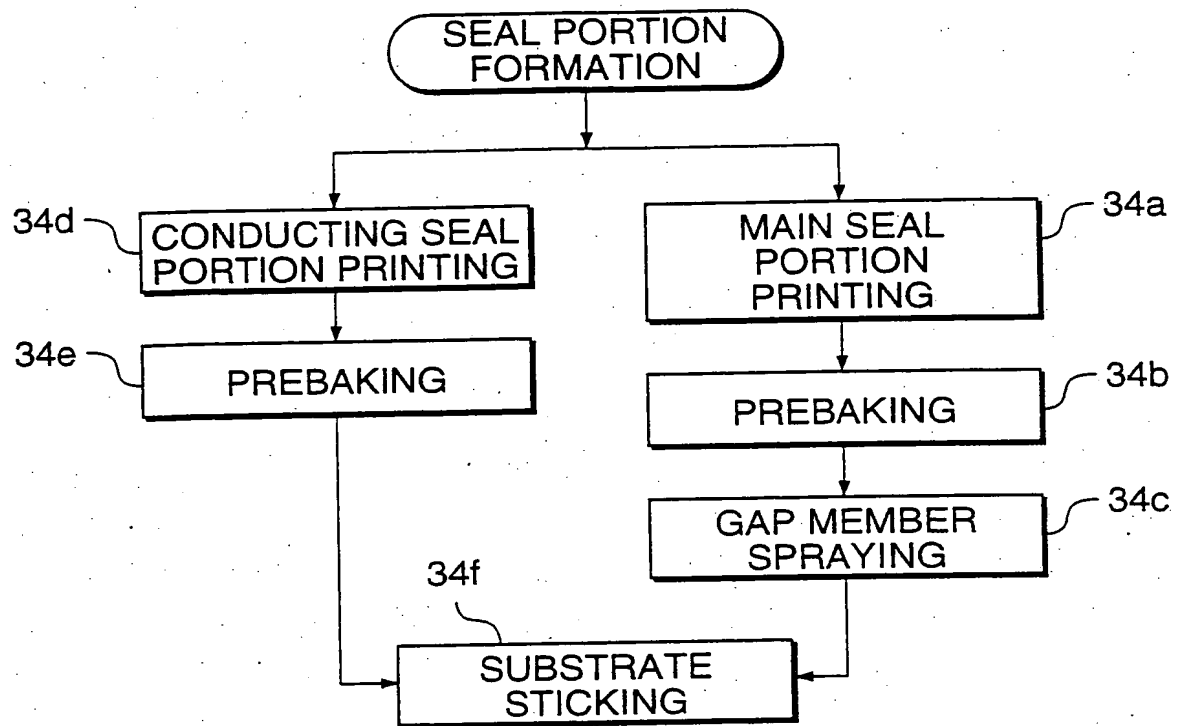 SEAL PORTION
FORMATION
34d
CONDUCTING SEAL
PORTION PRINTING
34e
PREBAKING
34a
MAIN SEAL
PORTION
PRINTING
34b
PREBAKING
34c
GAP MEMBER
SPRAYING
34f
SUBSTRATE
STICKING